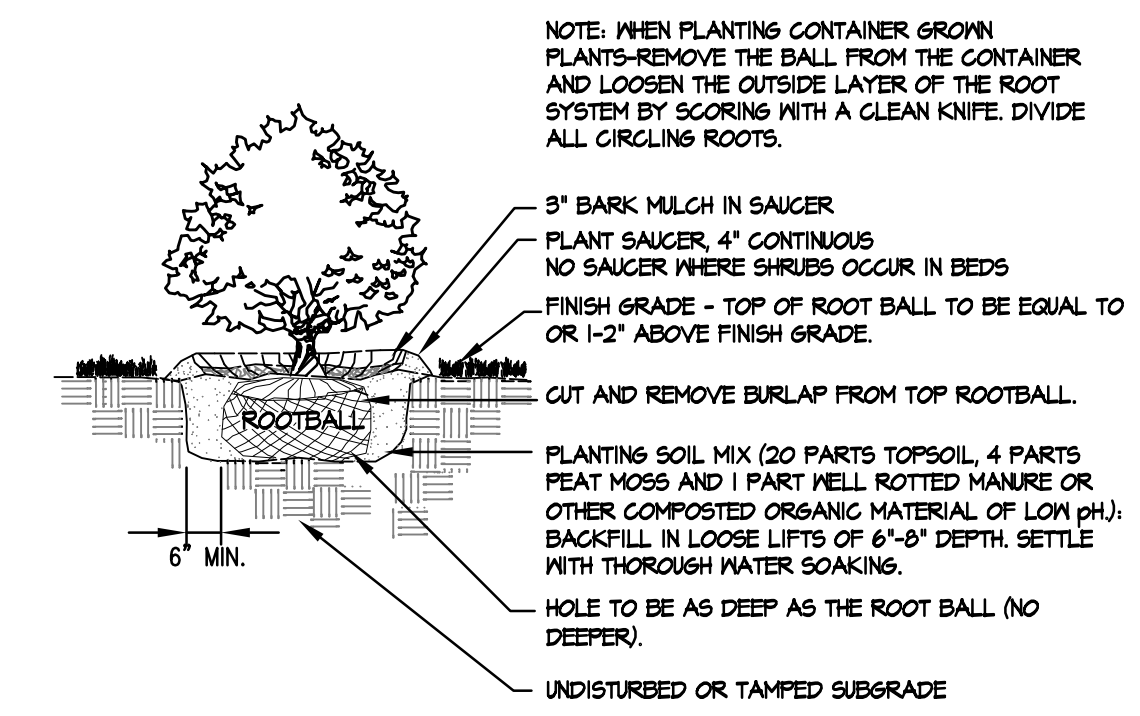 NOTE: WHEN PLANTING CONTAINER GROWN
PLANTS-REMOVE THE BALL FROM THE CONTAINER
AND LOOSEN THE OUTSIDE LAYER OF THE ROOT
SYSTEM BY SCORING WITH A CLEAN KNIFE. DIVIDE
ALL CIRCLING ROOTS.
3" BARK MULCH IN SAUCER
PLANT SAUCER, 4" CONTINUOUS
NO SAUCER WHERE SHRUBS OCCUR IN BEDS
FINISH GRADE - TOP OF ROOT BALL TO BE EQUAL TO
OR 1-2" ABOVE FINISH GRADE.
CUT AND REMOVE BURLAP FROM TOP ROOTBALL.
ROOTBALL
PLANTING SOIL MIX (20 PARTS TOPSOIL, 4 PARTS
PEAT MOSS AND 1 PART WELL ROTTED MANURE OR
OTHER COMPOSTED ORGANIC MATERIAL OF LOW pH.):
BACKFILL IN LOOSE LIFTS OF 6"-8" DEPTH. SETTLE
WITH THOROUGH WATER SOAKING.
6" MIN.
HOLE TO BE AS DEEP AS THE ROOT BALL (NO
DEEPER).
UNDISTURBED OR TAMPED SUBGRADE